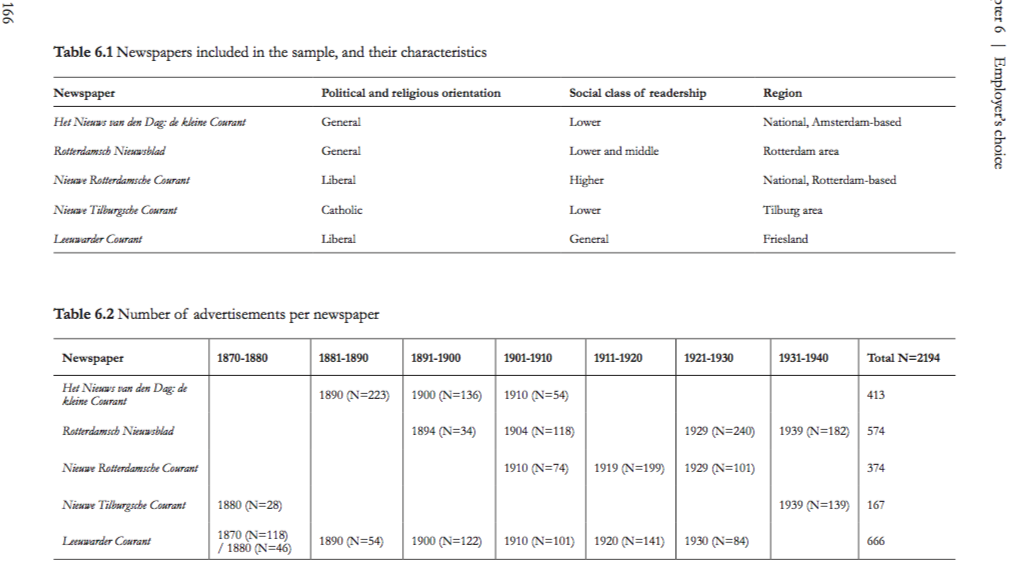 166
pter 6 | Employer's choice
Table 6.1 Newspapers included in the sample, and their characteristics
Newspaper Political and religious orientation Social class of readership Region
Het Nieuws van den Dag: de kleine Courant General Lower National, Amsterdam-based
Rotterdamsch Nieuwsblad General Lower and middle Rotterdam area
Nieuwe Rotterdamsche Courant Liberal Higher National, Rotterdam-based
Nieuwe Tilburgsche Courant Catholic Lower Tilburg area
Leeuwarder Courant Liberal General Friesland
Table 6.2 Number of advertisements per newspaper
Newspaper 1870-1880 1881-1890 1891-1900 1901-1910 1911-1920 1921-1930 1931-1940 Total N=2194
Het Nieuws van den Dag: de
kleine Courant 1890 (N=223) 1900 (N=136) 1910 (N=54) 413
Rotterdamsch Nieuwsblad 1894 (N=34) 1904 (N=118) 1929 (N=240) 1939 (N=182) 574
Nieuwe Rotterdamsche Courant 1910 (N=74) 1919 (N=199) 1929 (N=101) 374
Nieuwe Tilburgsche Courant 1880 (N=28) 1939 (N=139) 167
Leeuwarder Courant 1870 (N=118)
/ 1880 (N=46) 1890 (N=54) 1900 (N=122) 1910 (N=101) 1920 (N=141) 1930 (N=84) 666